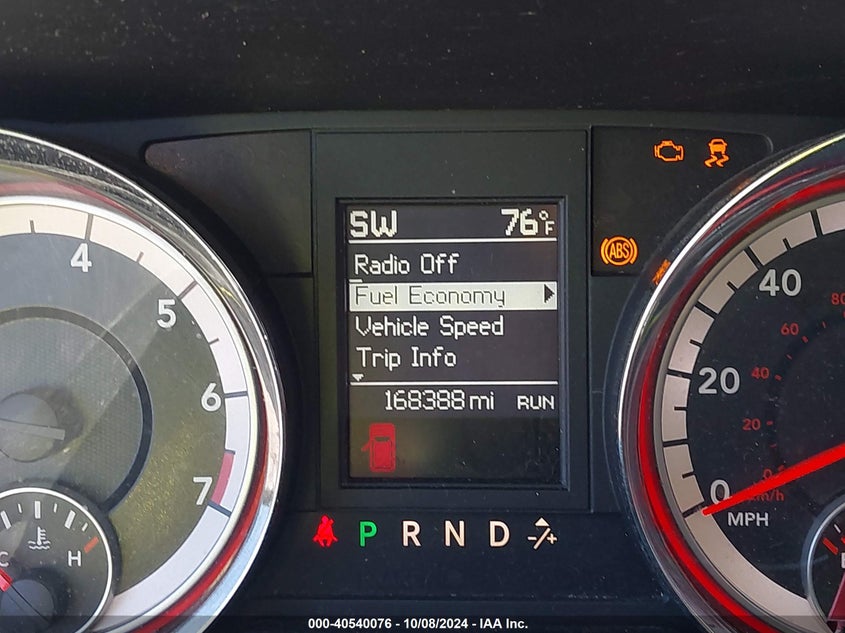 SW 76°F
Radio Off
Fuel Economy
Vehicle Speed
Trip Info
168388 mi RUN
ABS
4
5
6
7
C H
P R N D -/+
40
20
0
MPH
80
60
40
20
0
km/h
000-40540076 - 10/08/2024 - IAA Inc.